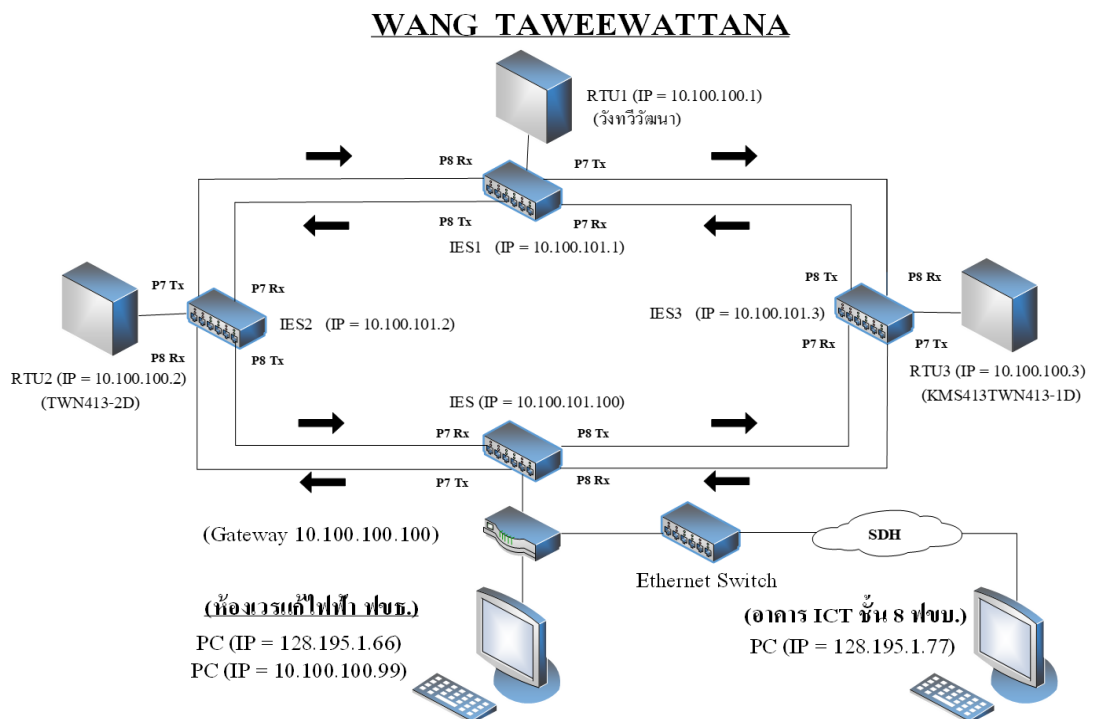 WANG TAWEEWATTANA
RTU1 (IP = 10.100.100.1)
(วังทวีวัฒนา)
P8 Rx
P7 Tx
P8 Tx
P7 Rx
IES1 (IP = 10.100.101.1)
P7 Tx
P7 Rx
P8 Tx
P8 Rx
IES2 (IP = 10.100.101.2)
IES3 (IP = 10.100.101.3)
P8 Rx
P8 Tx
P7 Rx
P7 Tx
RTU2 (IP = 10.100.100.2)
(TWN413-2D)
RTU3 (IP = 10.100.100.3)
(KMS413TWN413-1D)
IES (IP = 10.100.101.100)
P7 Rx
P8 Tx
P7 Tx
P8 Rx
(Gateway 10.100.100.100)
SDH
Ethernet Switch
(ห้องเวรแก้ไฟฟ้า ฟขธ.)
PC (IP = 128.195.1.66)
PC (IP = 10.100.100.99)
(อาคาร ICT ชั้น 8 ฟขบ.)
PC (IP = 128.195.1.77)